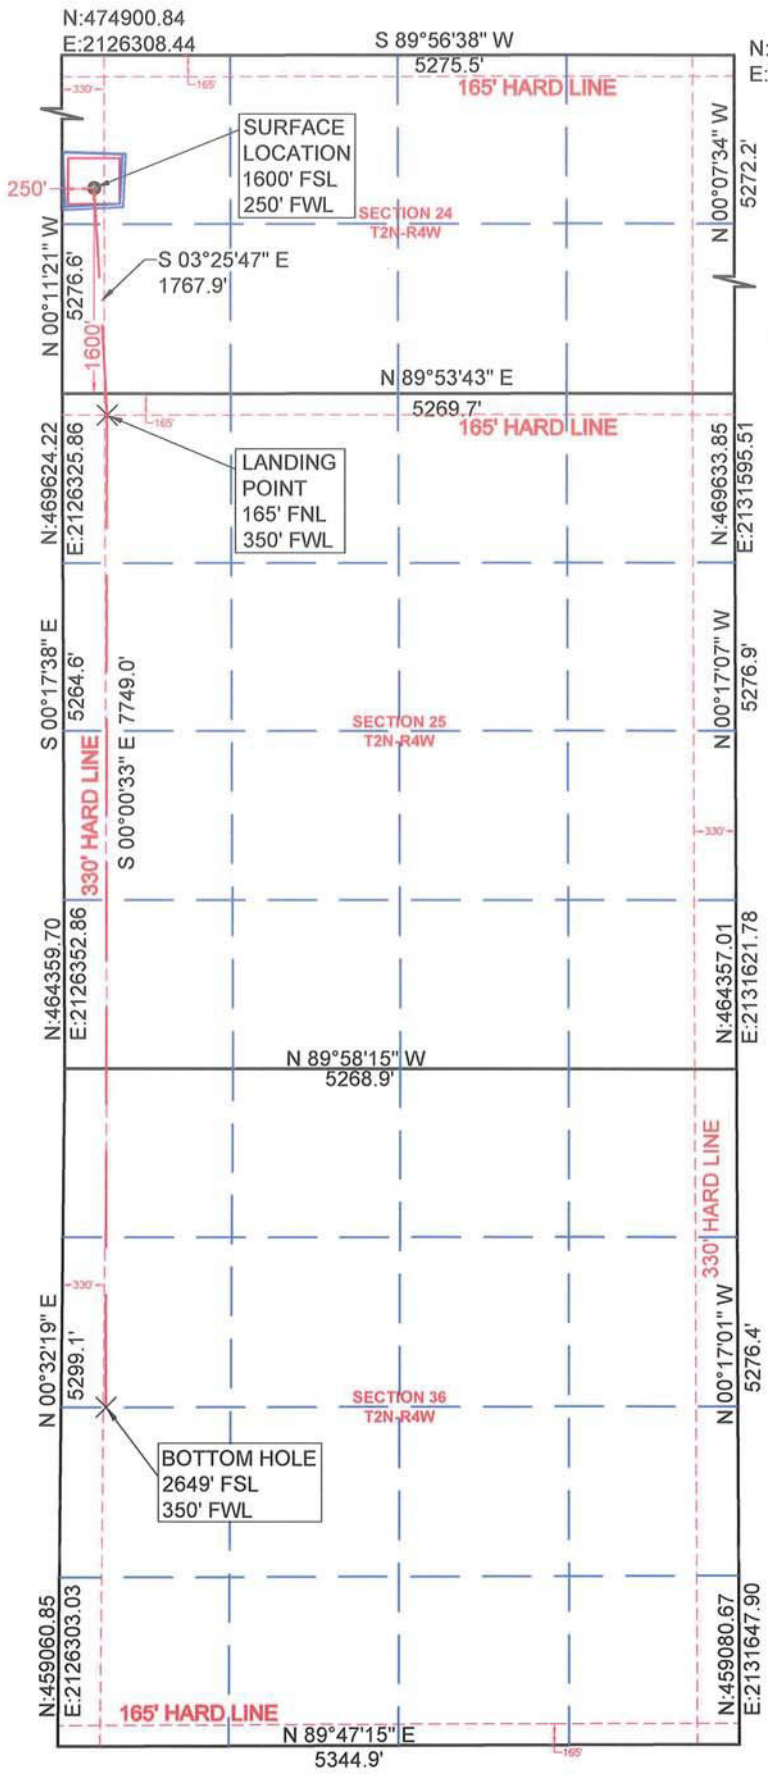 N:474900.84
E:2126308.44
S 89°56'38" W
5275.5'
N:
E:
330'
165'
165' HARD LINE
SURFACE
LOCATION
1600' FSL
250' FWL
250'
SECTION 24
T2N-R4W
N 00°07'34" W
5272.2'
N 00°11'21" W
5276.6'
S 03°25'47" E
1767.9'
1600'
N 89°53'43" E
5269.7'
165'
165' HARD LINE
N:469624.22
E:2126325.86
LANDING
POINT
165' FNL
350' FWL
N:469633.85
E:2131595.51
S 00°17'38" E
5264.6'
330' HARD LINE
S 00°00'33" E 7749.0'
SECTION 25
T2N-R4W
N 00°17'07" W
5276.9'
330'
N:464359.70
E:2126352.86
N:464357.01
E:2131621.78
N 89°58'15" W
5268.9'
330' HARD LINE
330'
N 00°32'19" E
5299.1'
SECTION 36
T2N-R4W
N 00°17'01" W
5276.4'
BOTTOM HOLE
2649' FSL
350' FWL
N:459060.85
E:2126303.03
N:459080.67
E:2131647.90
165' HARD LINE
N 89°47'15" E
5344.9'
165'